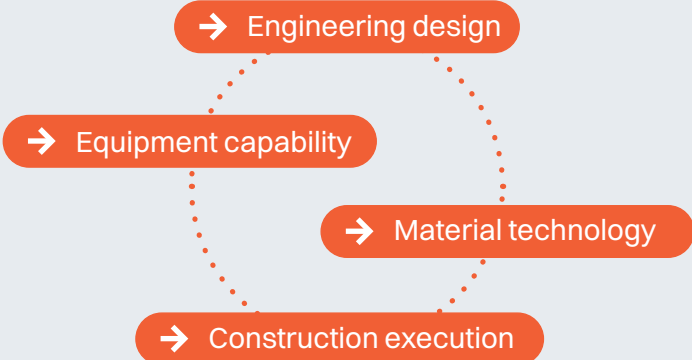 → Engineering design
→ Equipment capability
→ Material technology
→ Construction execution